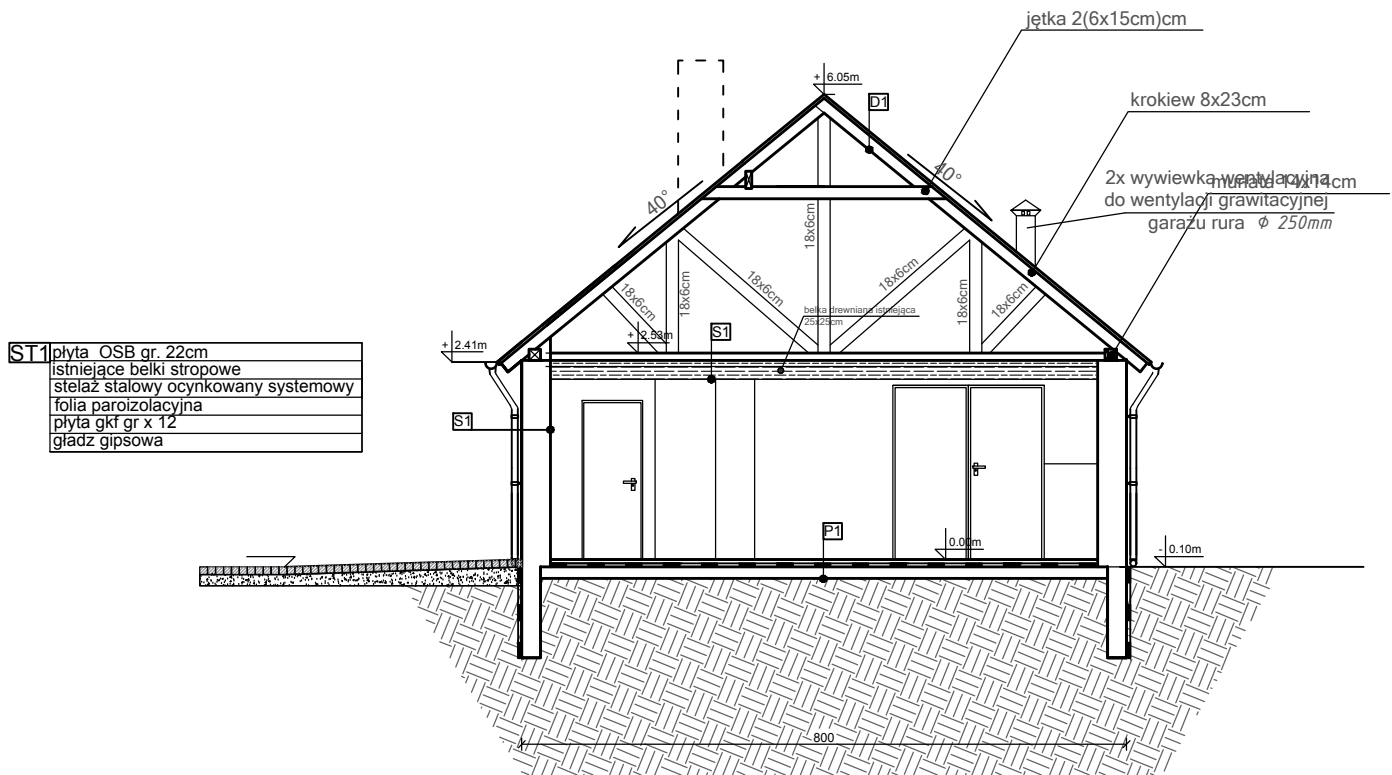 jętka 2(6x15cm)cm
+ 6.05m
D1
krokiew 8x23cm
40°
40°
2x wywiewka wentylacyjna
murłata 14x14cm
do wentylacji grawitacyjnej
garażu rura ϕ 250mm
18x6cm
18x6cm
18x6cm
18x6cm
18x6cm
18x6cm
18x6cm
belka drewniana istniejąca
25x25cm
+ 2.53m
S1
+ 2.41m
ST1
płyta OSB gr. 22cm
istniejące belki stropowe
stelaż stalowy ocynkowany systemowy
folia paroizolacyjna
płyta gkf gr x 12
gładz gipsowa
S1
P1
0.00m
- 0.10m
800